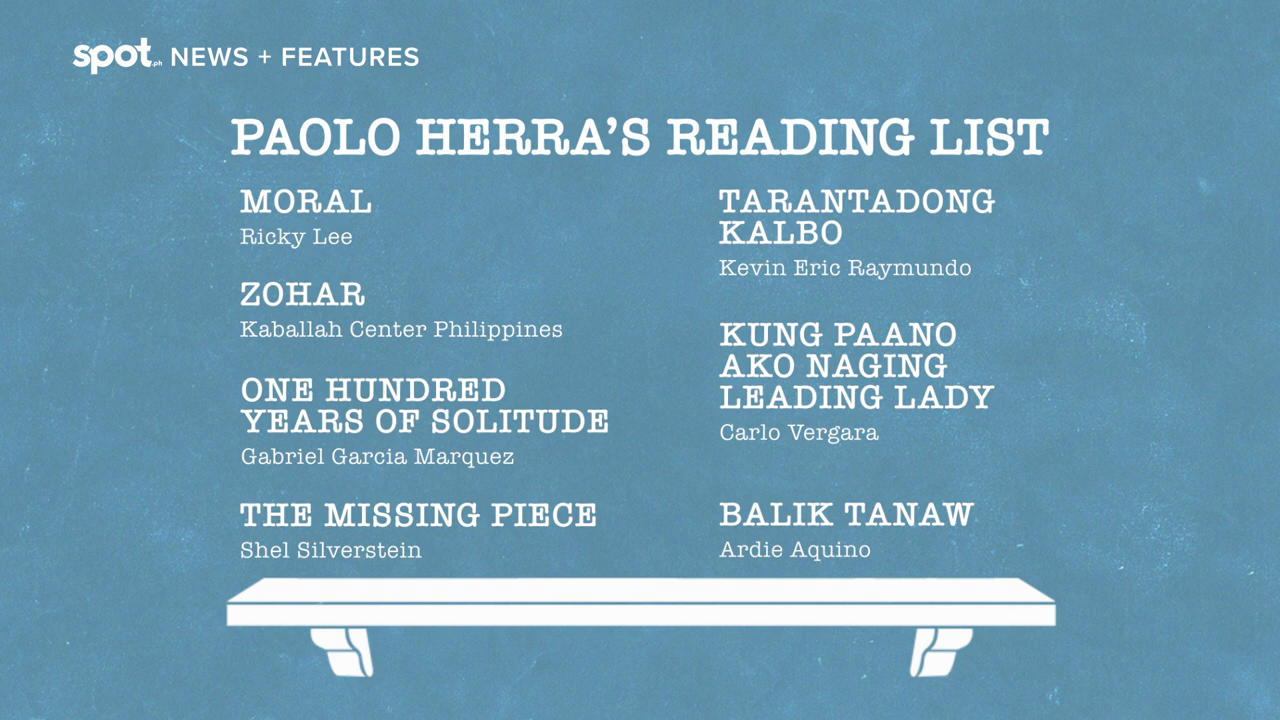 spot.ph NEWS + FEATURES
PAOLO HERRA'S READING LIST
MORAL
Ricky Lee
ZOHAR
Kaballah Center Philippines
ONE HUNDRED
YEARS OF SOLITUDE
Gabriel Garcia Marquez
THE MISSING PIECE
Shel Silverstein
TARANTADONG
KALBO
Kevin Eric Raymundo
KUNG PAANO
AKO NAGING
LEADING LADY
Carlo Vergara
BALIK TANAW
Ardie Aquino